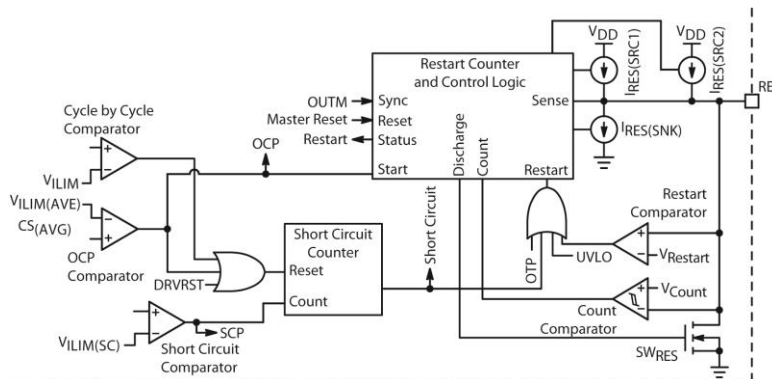 VDD
VDD
IRES(SRC1)
IRES(SRC2)
RE
Restart Counter
and Control Logic
OUTM
Sync
Sense
Master Reset
Reset
Restart
Status
IRES(SNK)
Start
Discharge
Count
Restart
Cycle by Cycle
Comparator
OCP
VILIM
VILIM(AVE)
CS(AVG)
OCP
Comparator
DRVRST
Short Circuit
Counter
Reset
Count
Short Circuit
OTP
UVLO
Restart
Comparator
VRestart
VCount
Count
Comparator
SWRES
SCP
VILIM(SC)
Short Circuit
Comparator